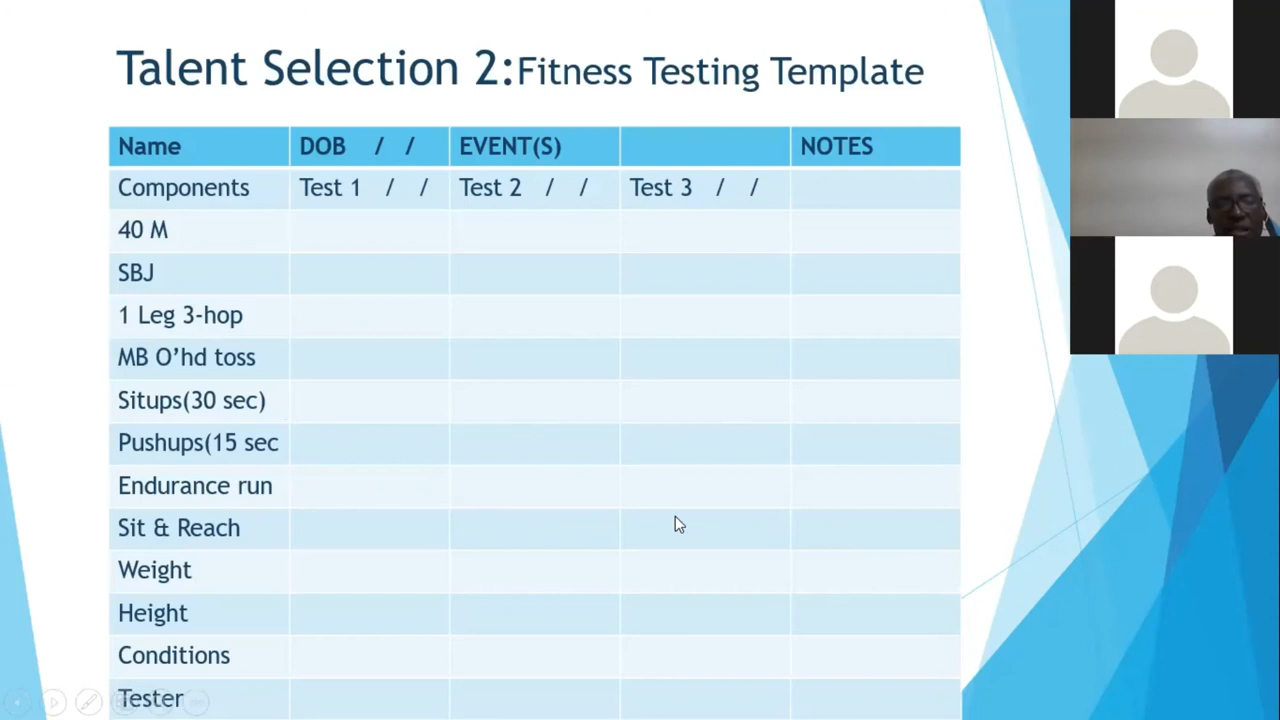 Talent Selection 2:Fitness Testing Template
Name DOB / / EVENT(S) NOTES
Components Test 1 / / Test 2 / / Test 3 / /
40 M
SBJ
1 Leg 3-hop
MB O’hd toss
Situps(30 sec)
Pushups(15 sec
Endurance run
Sit & Reach
Weight
Height
Conditions
Tester